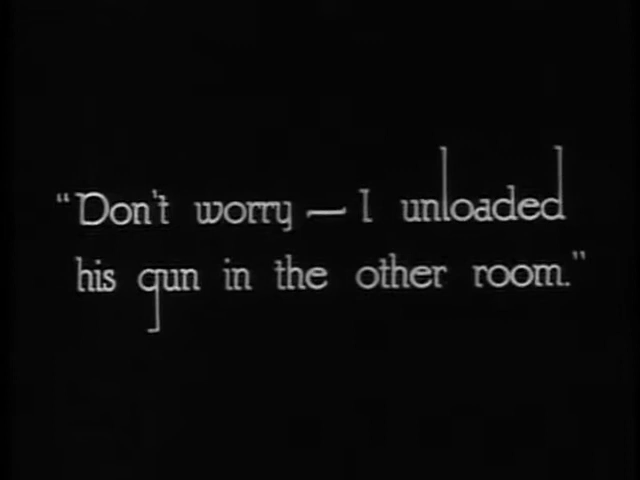 "Don't worry — I unloaded
his gun in the other room."